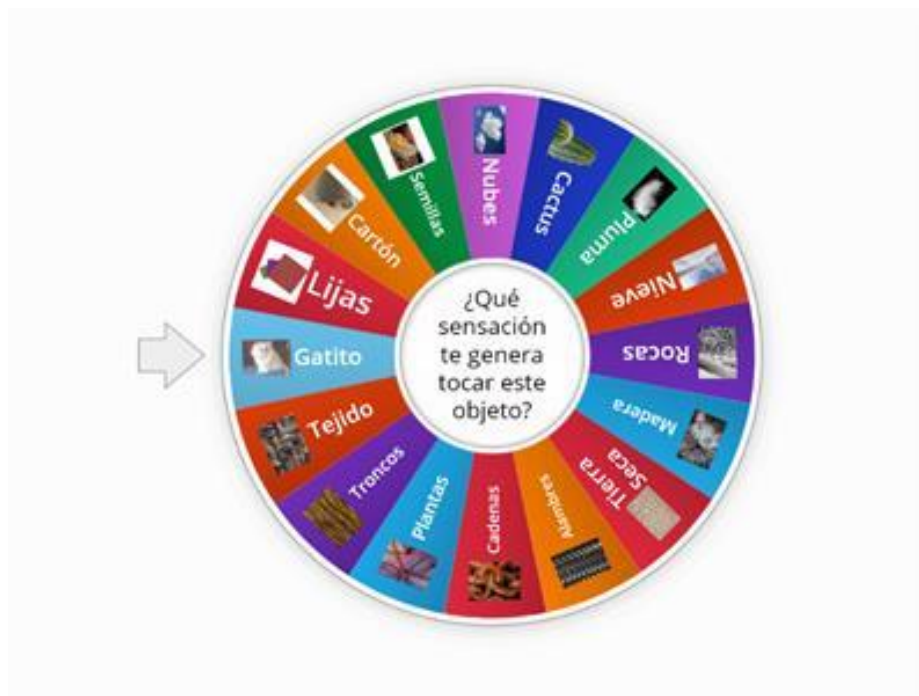 ¿Qué
sensación
te genera
tocar este
objeto?
Nubes
Cactus
Pluma
Nieve
Rocas
Madera
Tierra
Seca
Alambres
Cadenas
Plantas
Troncos
Tejido
Gatito
Lijas
Cartón
Semillas